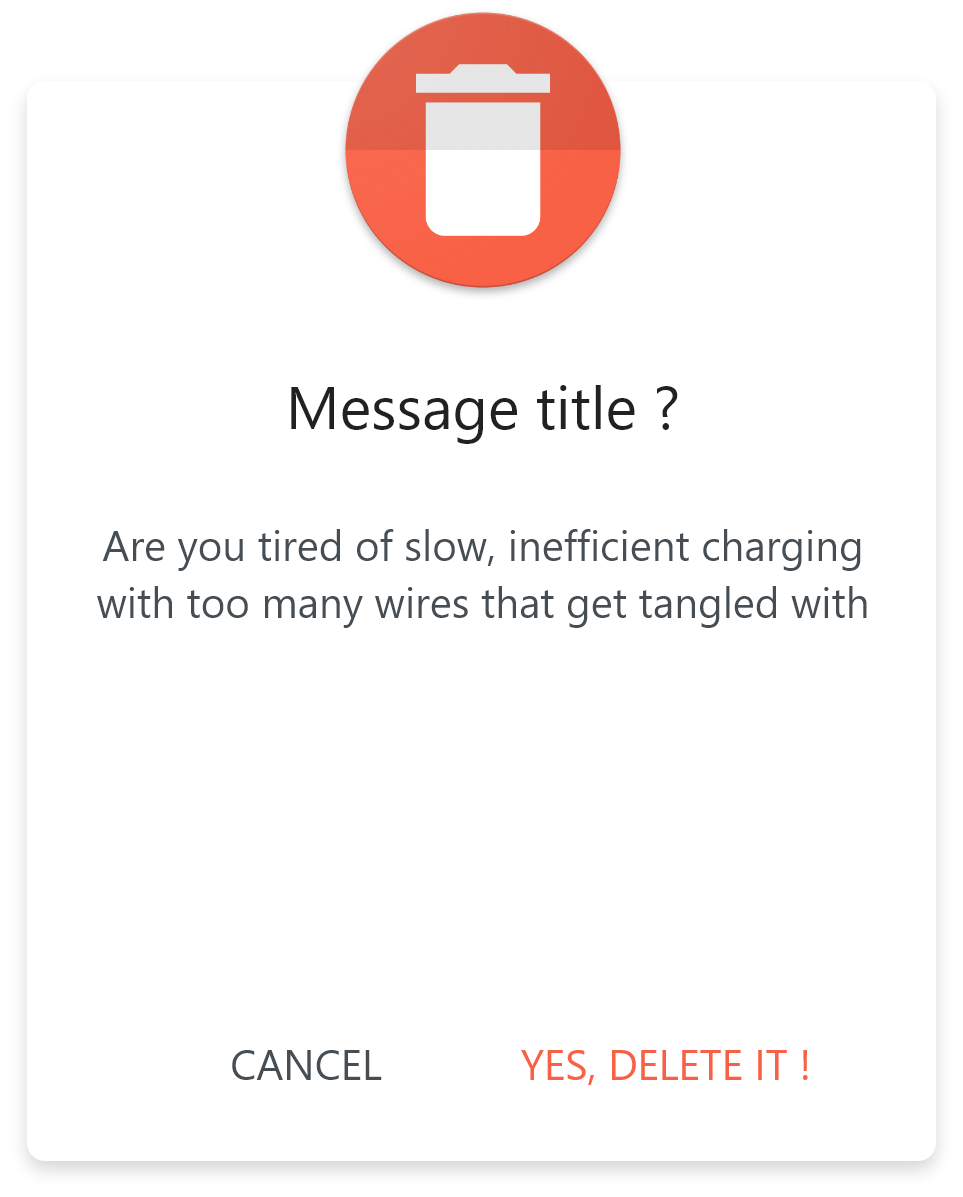 Message title ?
Are you tired of slow, inefficient charging
with too many wires that get tangled with
CANCEL
YES, DELETE IT !